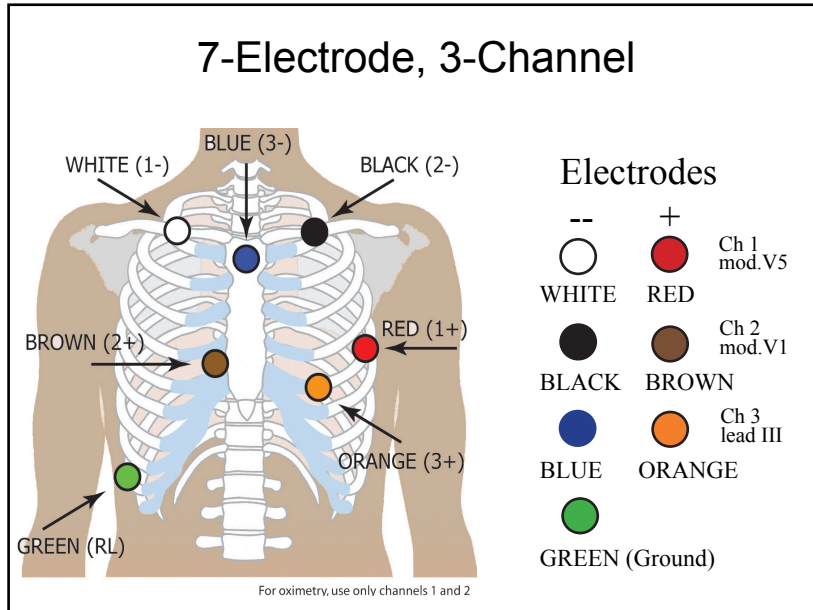 7-Electrode, 3-Channel
BLUE (3-)
WHITE (1-)
BLACK (2-)
BROWN (2+)
RED (1+)
ORANGE (3+)
GREEN (RL)
For oximetry, use only channels 1 and 2
Electrodes
-- +
Ch 1
mod.V5
WHITE RED
Ch 2
mod.V1
BLACK BROWN
Ch 3
lead III
BLUE ORANGE
GREEN (Ground)